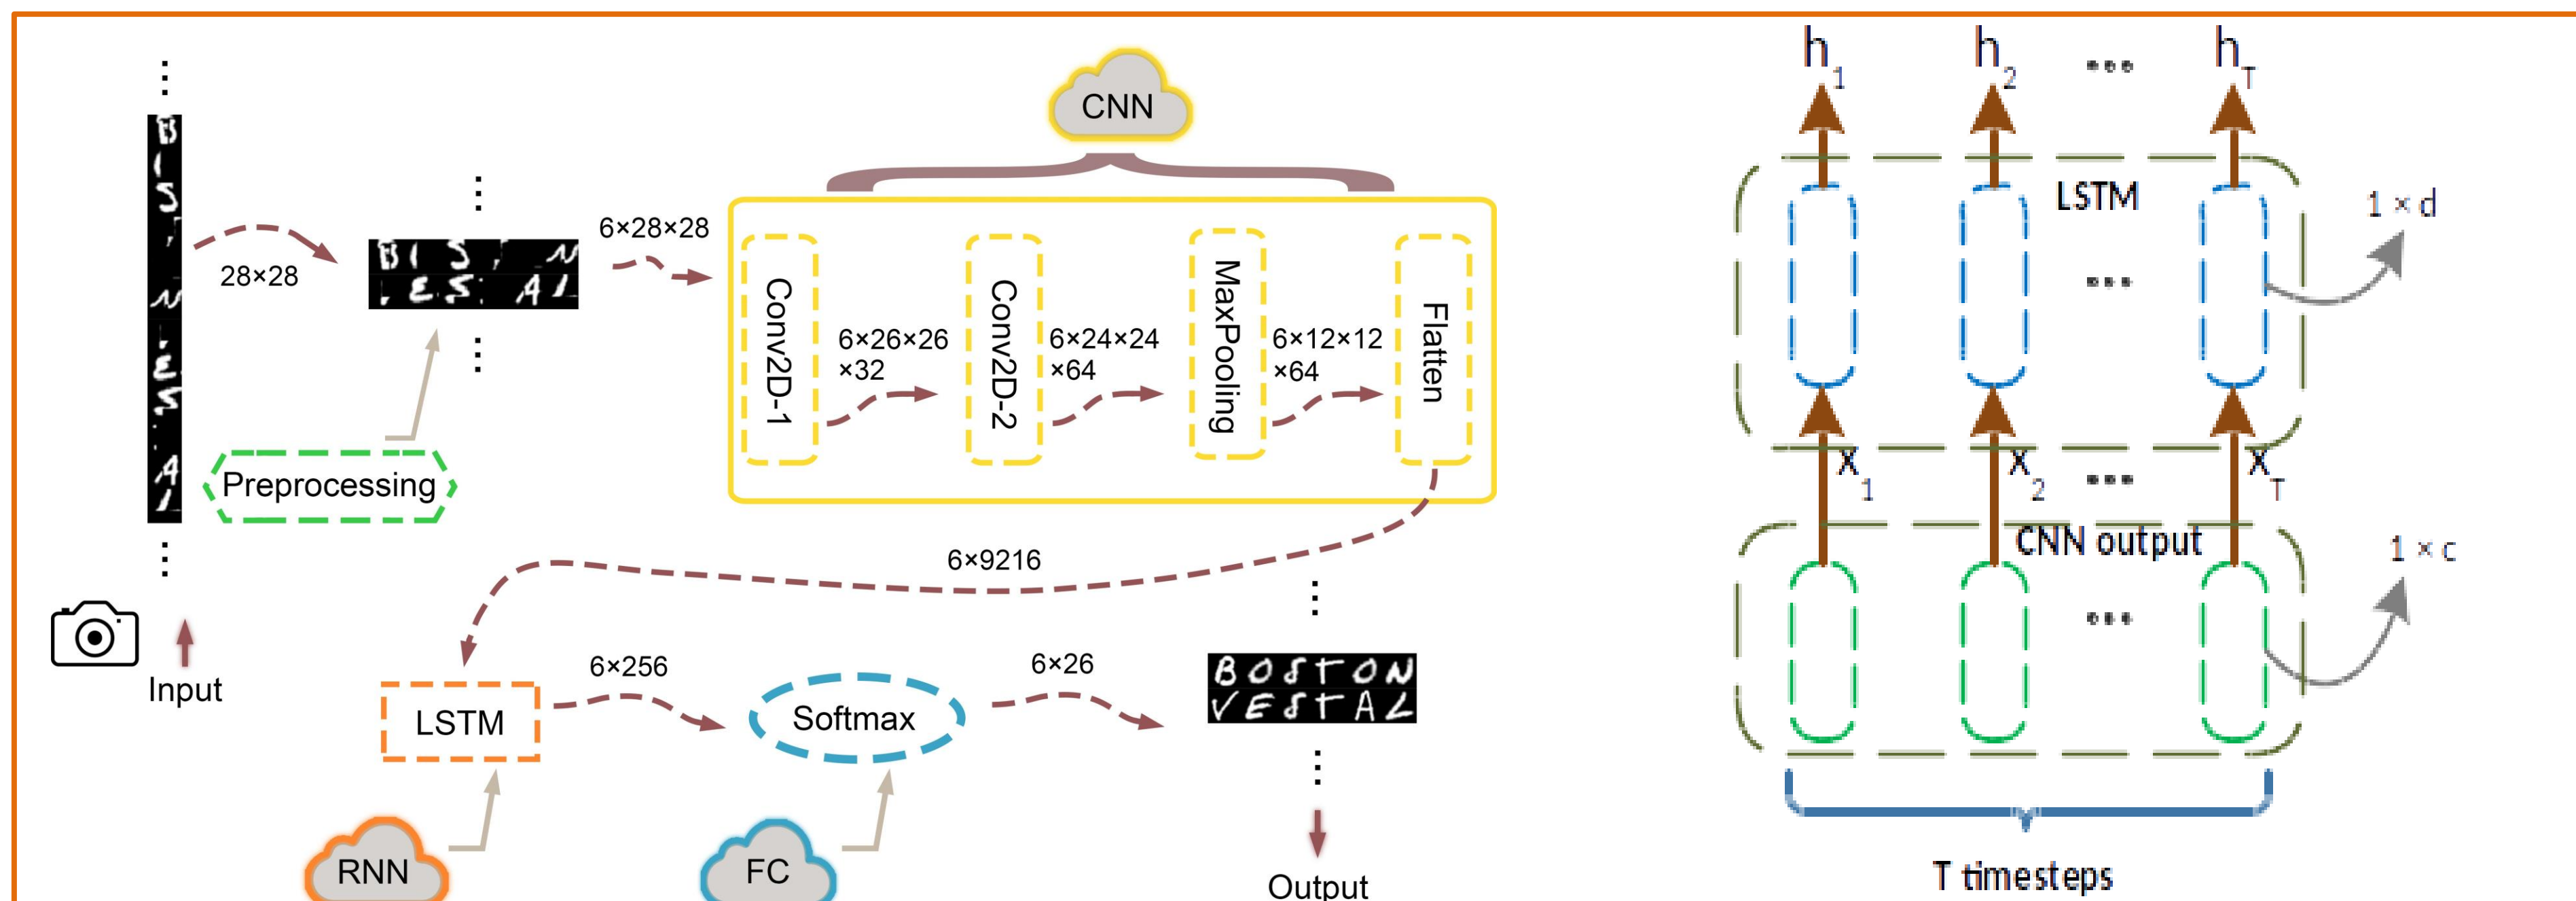 CNN
6×28×28
28×28
Conv2D-1
6×26×26
×32
Conv2D-2
6×24×24
×64
MaxPooling
6×12×12
×64
Flatten
Preprocessing
6×9216
Input
LSTM
6×256
Softmax
6×26
BOSTON
VESTAL
RNN
FC
Output
h1
h2
...
hT
LSTM
1 × d
...
x1
x2
...
xT
CNN output
1 × c
...
T timesteps